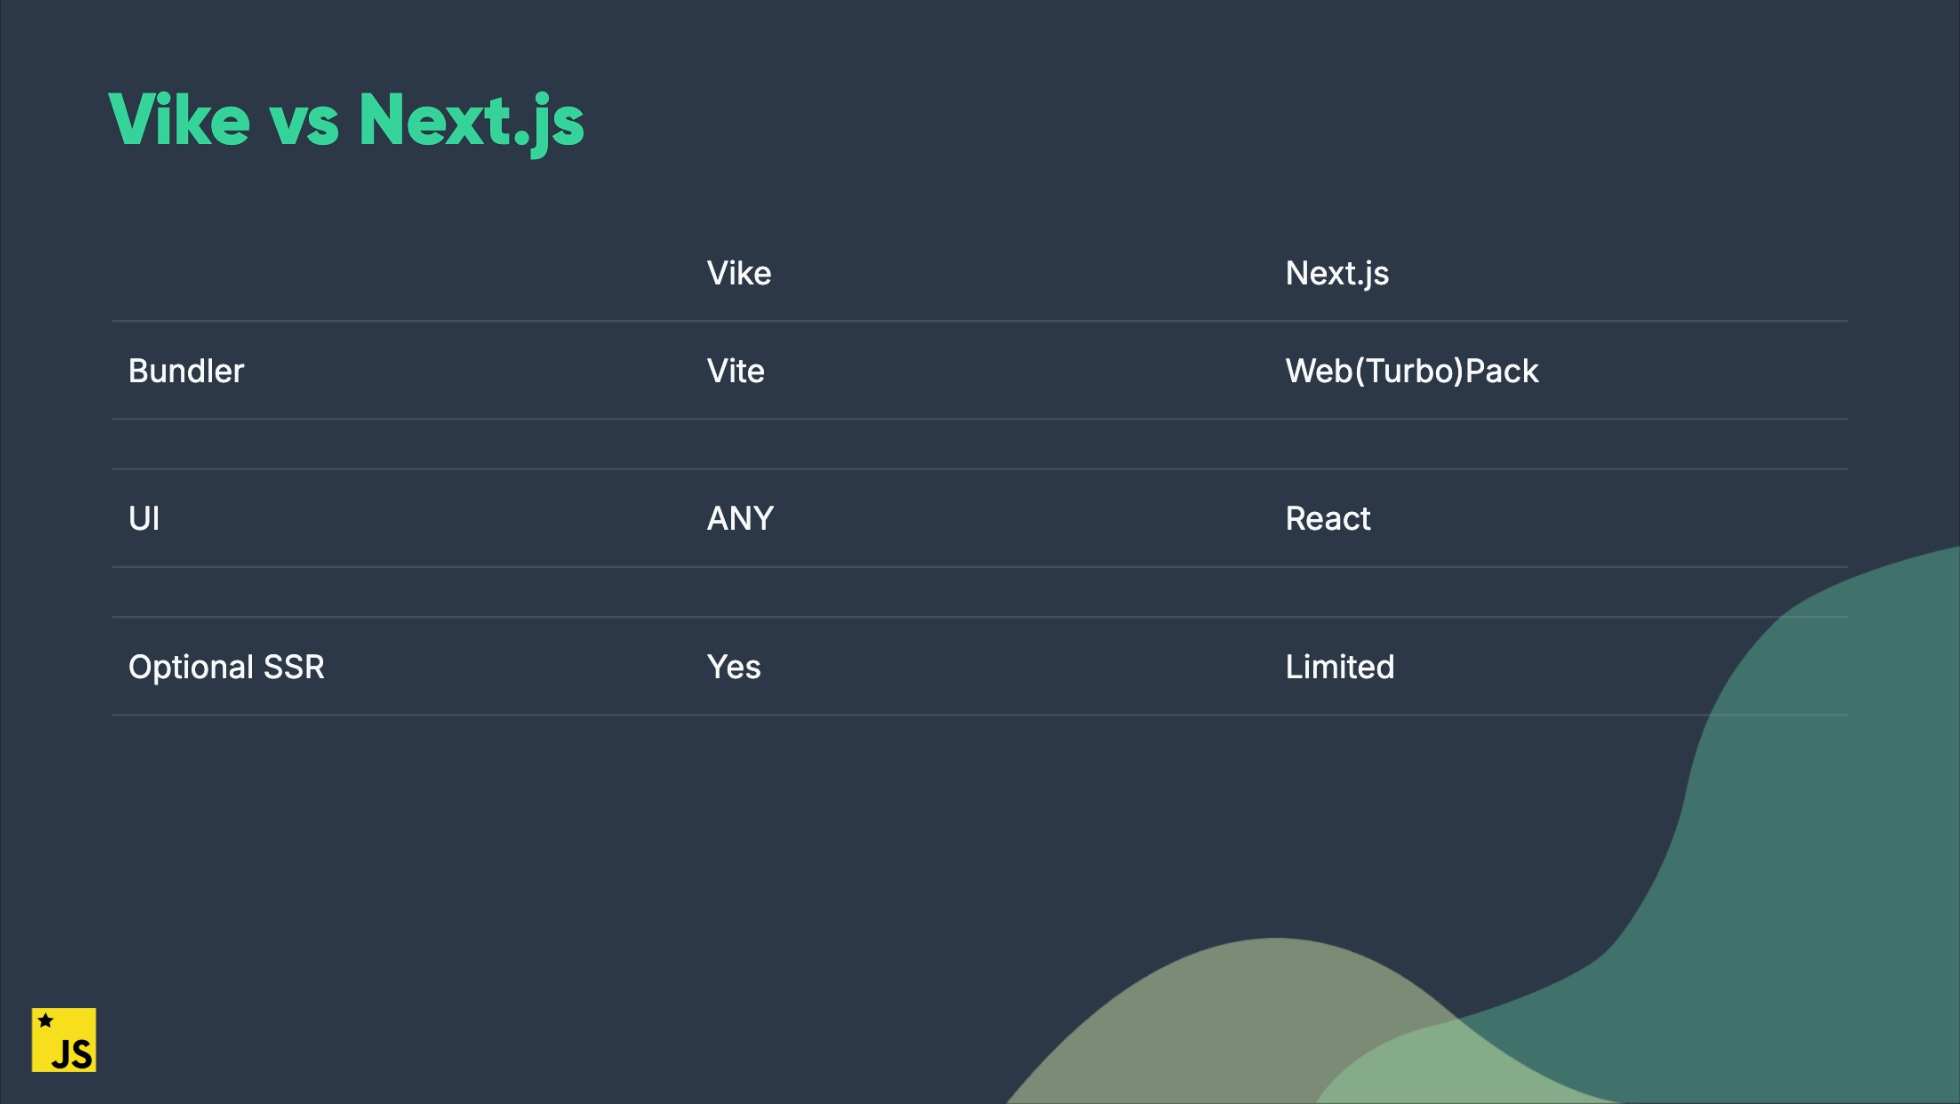 Vike vs Next.js
Vike Next.js
Bundler Vite Web(Turbo)Pack
UI ANY React
Optional SSR Yes Limited
JS